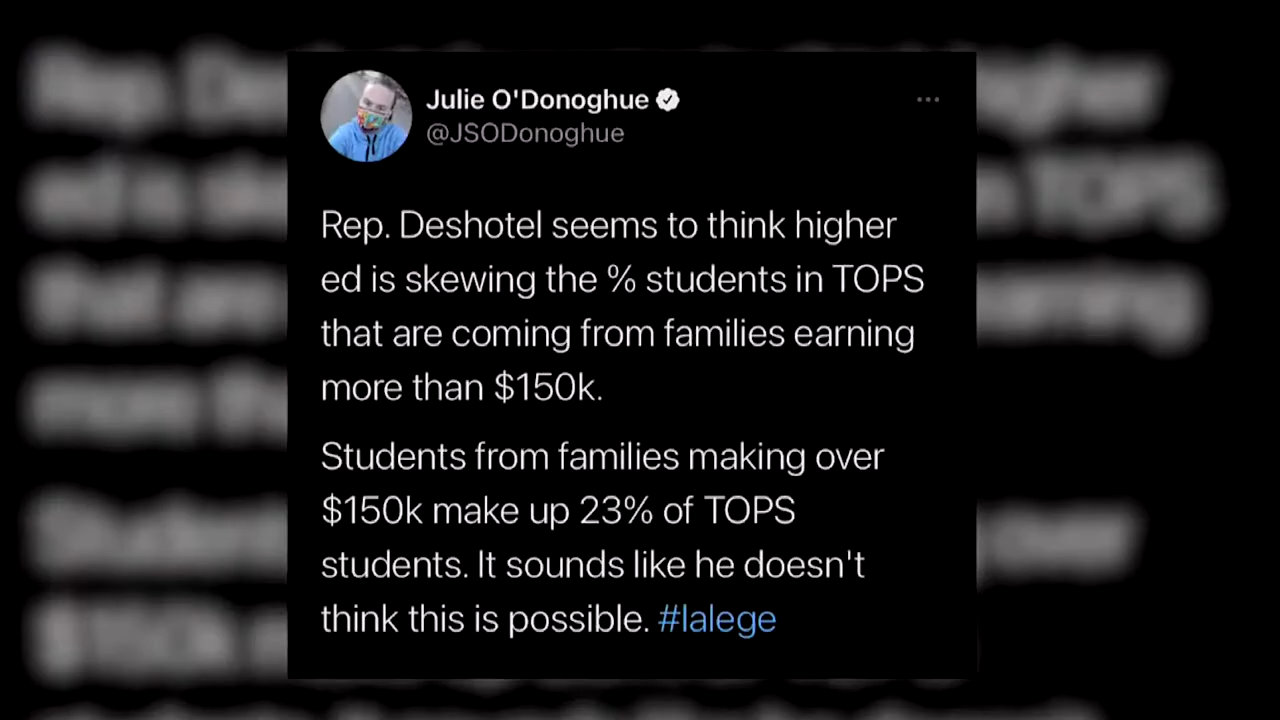 Julie O'Donoghue
@JSODonoghue
Rep. Deshotel seems to think higher
ed is skewing the % students in TOPS
that are coming from families earning
more than $150k.
Students from families making over
$150k make up 23% of TOPS
students. It sounds like he doesn't
think this is possible. #lalege